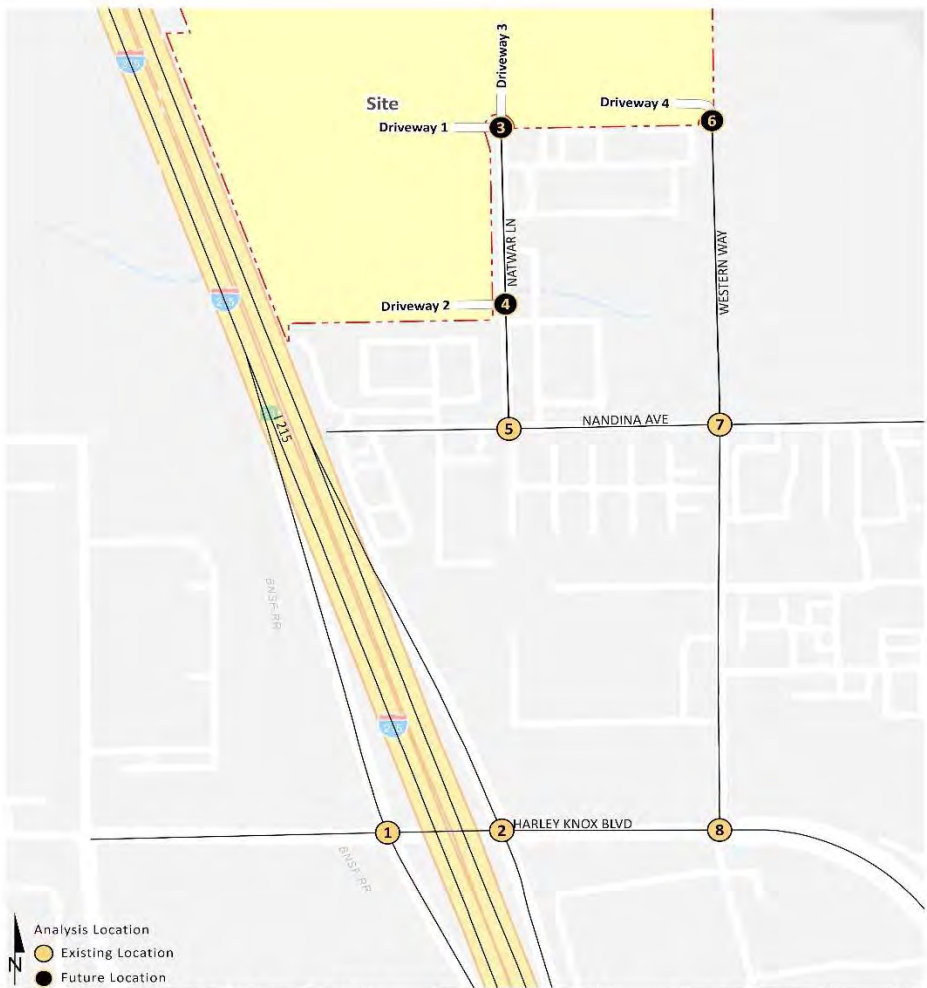 Driveway 3
Site
Driveway 1
Driveway 4
3
6
NATWAR LN
WESTERN WAY
Driveway 2
4
I 215
5
NANDINA AVE
7
BNSF RR
1
2
HARLEY KNOX BLVD
8
BNSF RR
N
Analysis Location
Existing Location
Future Location